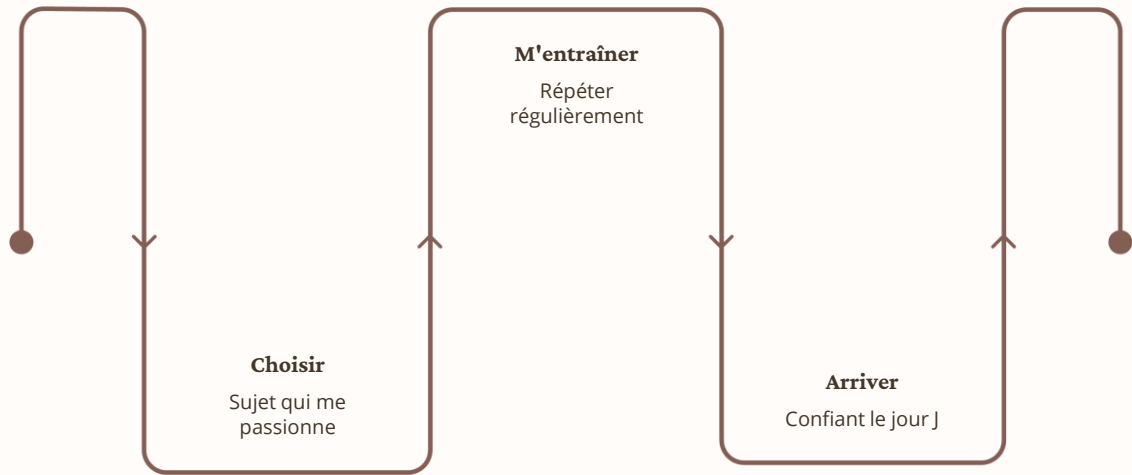 Choisir
Sujet qui me
passionne
M'entraîner
Répéter
régulièrement
Arriver
Confiant le jour J